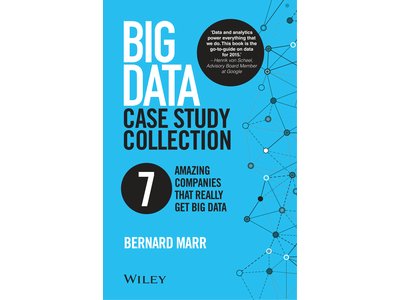 BIG
DATA
CASE STUDY
COLLECTION
'Data and analytics
power everything that
we do. This book is the
go-to-guide on data
for 2015.'
– Henrik von Scheel,
Advisory Board Member
at Google
7
AMAZING
COMPANIES
THAT REALLY
GET BIG DATA
BERNARD MARR
WILEY